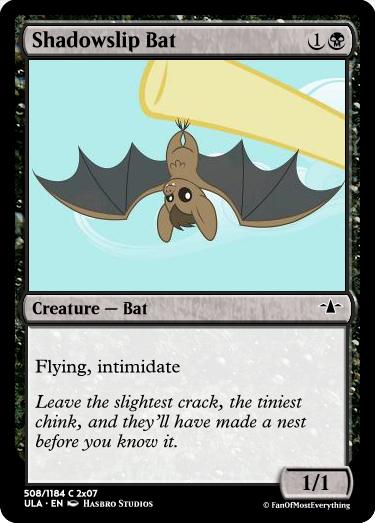 Shadowslip Bat 1
Creature — Bat
Flying, intimidate
Leave the slightest crack, the tiniest
chink, and they'll have made a nest
before you know it.
1/1
508/1184 C 2x07
ULA • EN Hasbro Studios
© FanOfMostEverything